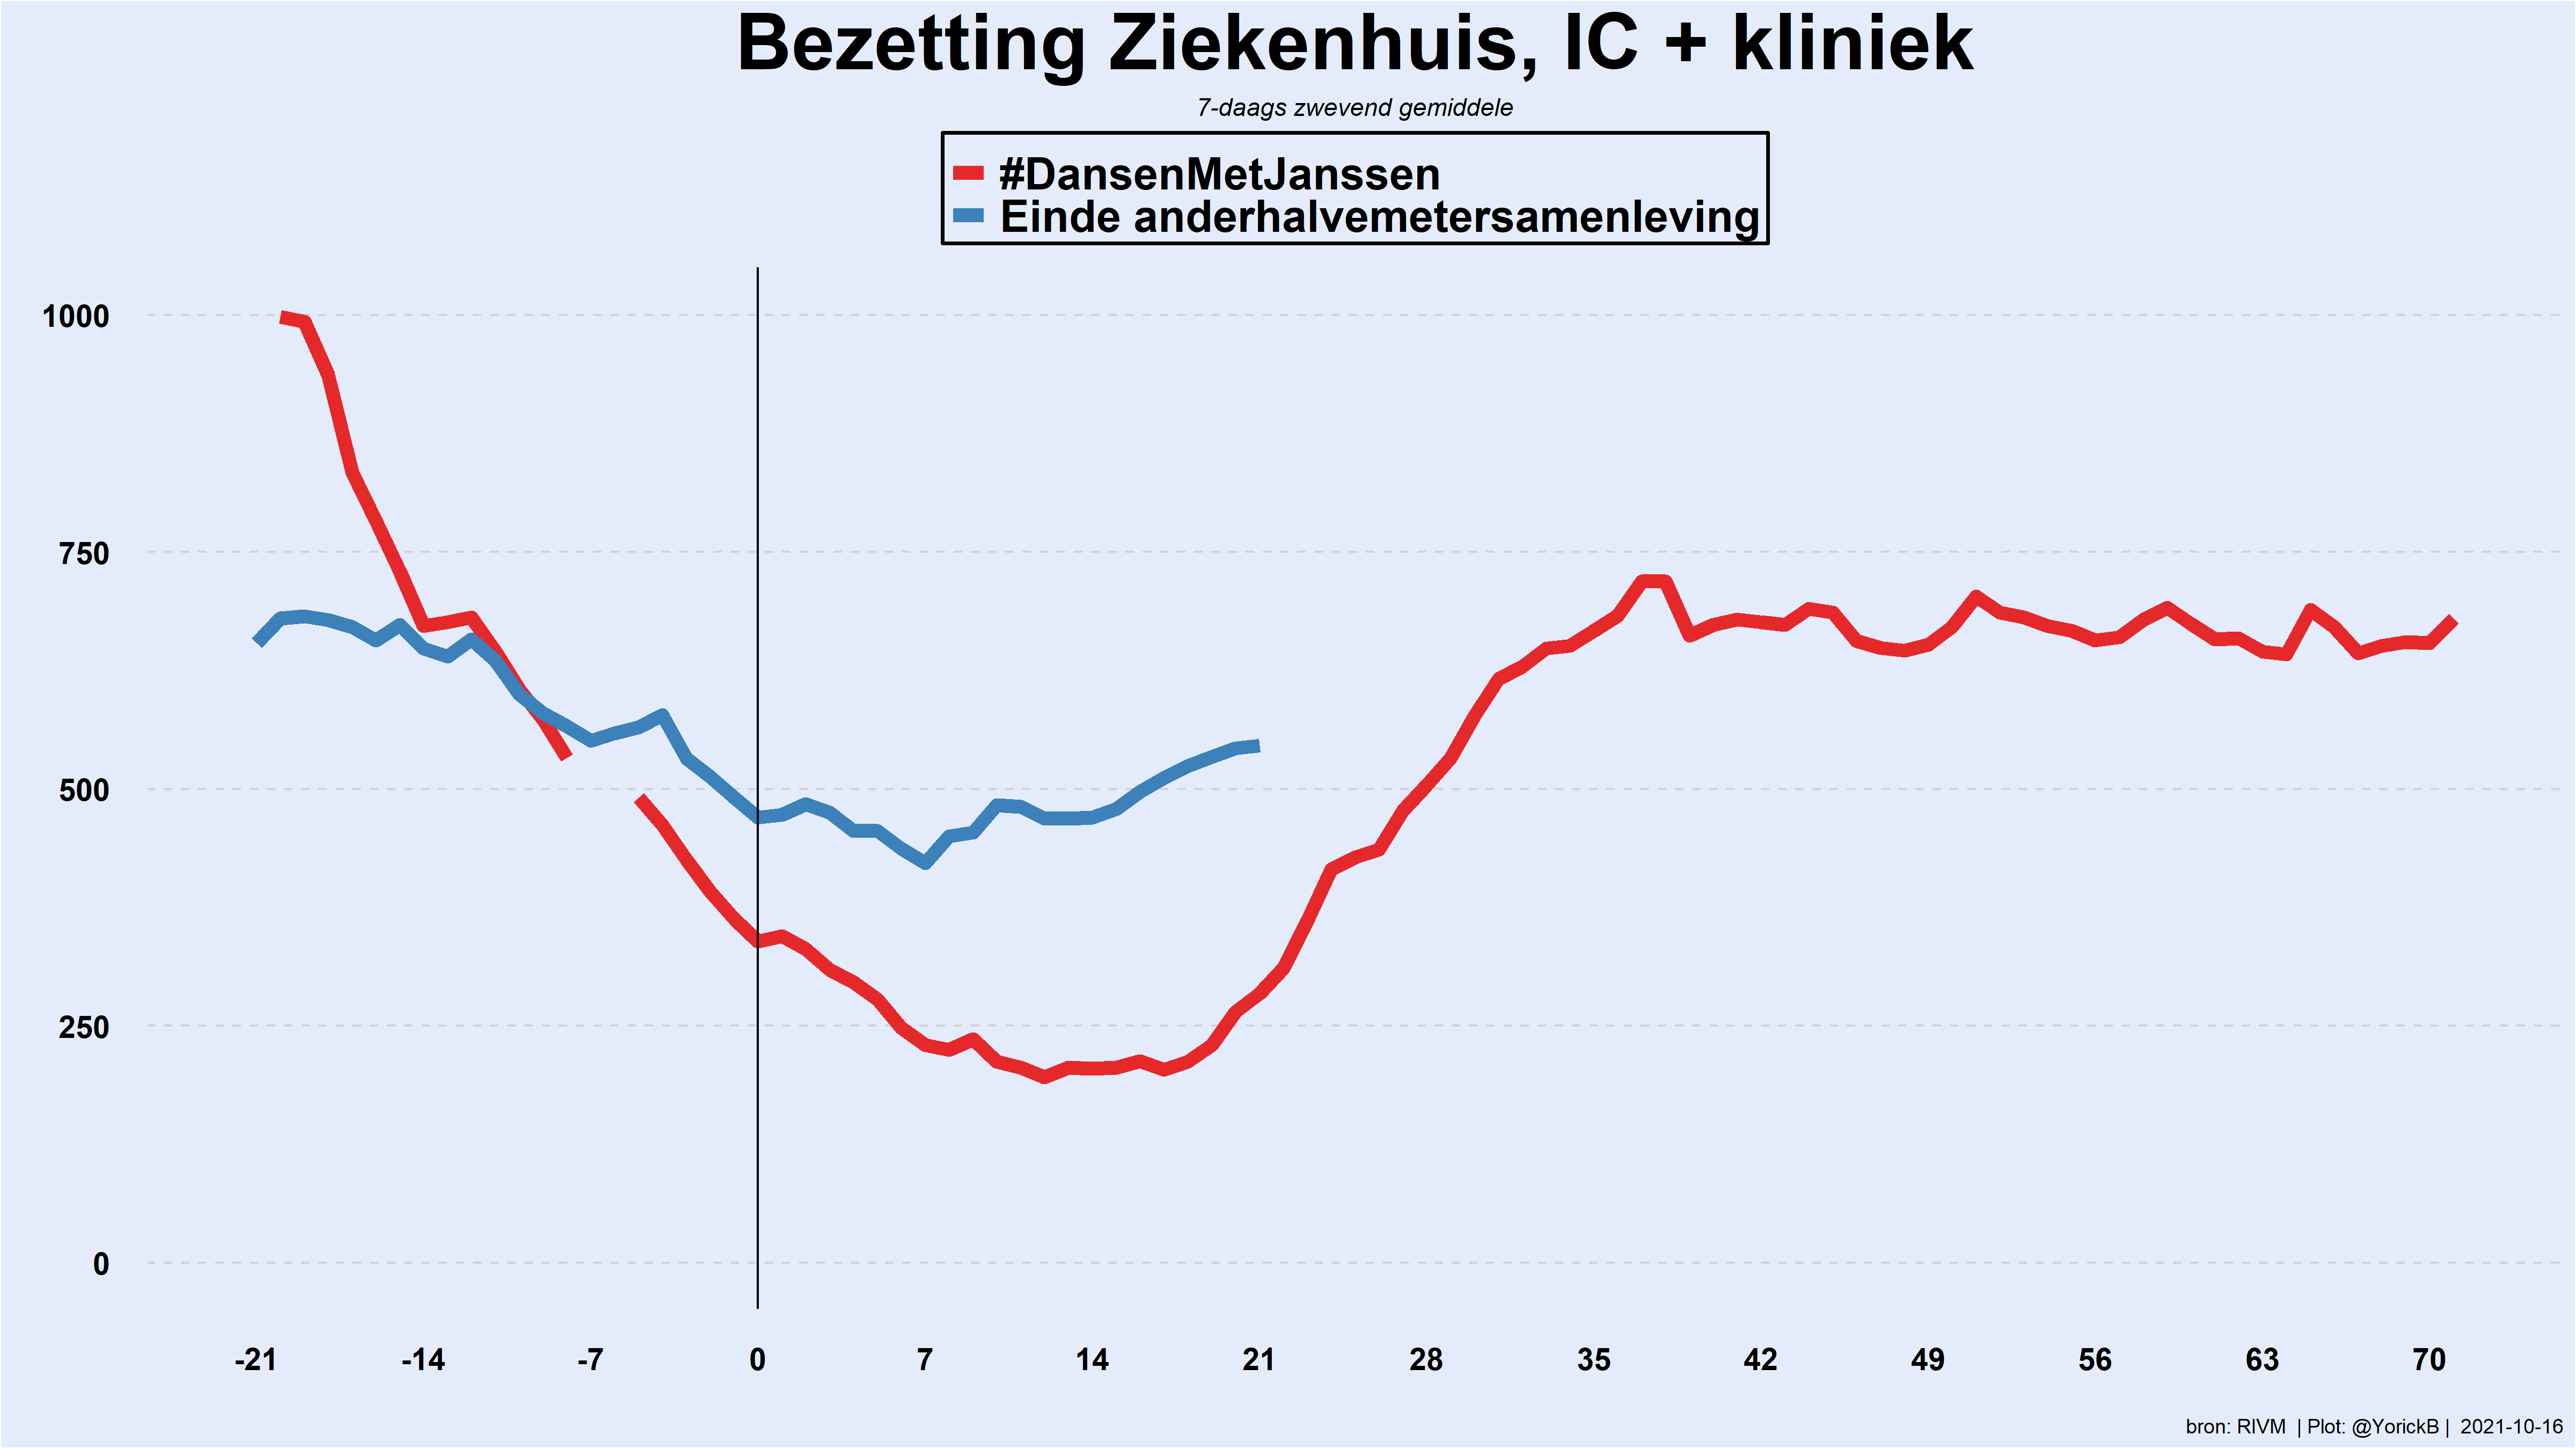 Bezetting Ziekenhuis, IC + kliniek
7-daags zwevend gemiddele
#DansenMetJanssen
Einde anderhalvemetersamenleving
1000
750
500
250
0
-21 -14 -7 0 7 14 21 28 35 42 49 56 63 70
bron: RIVM | Plot: @YorickB | 2021-10-16